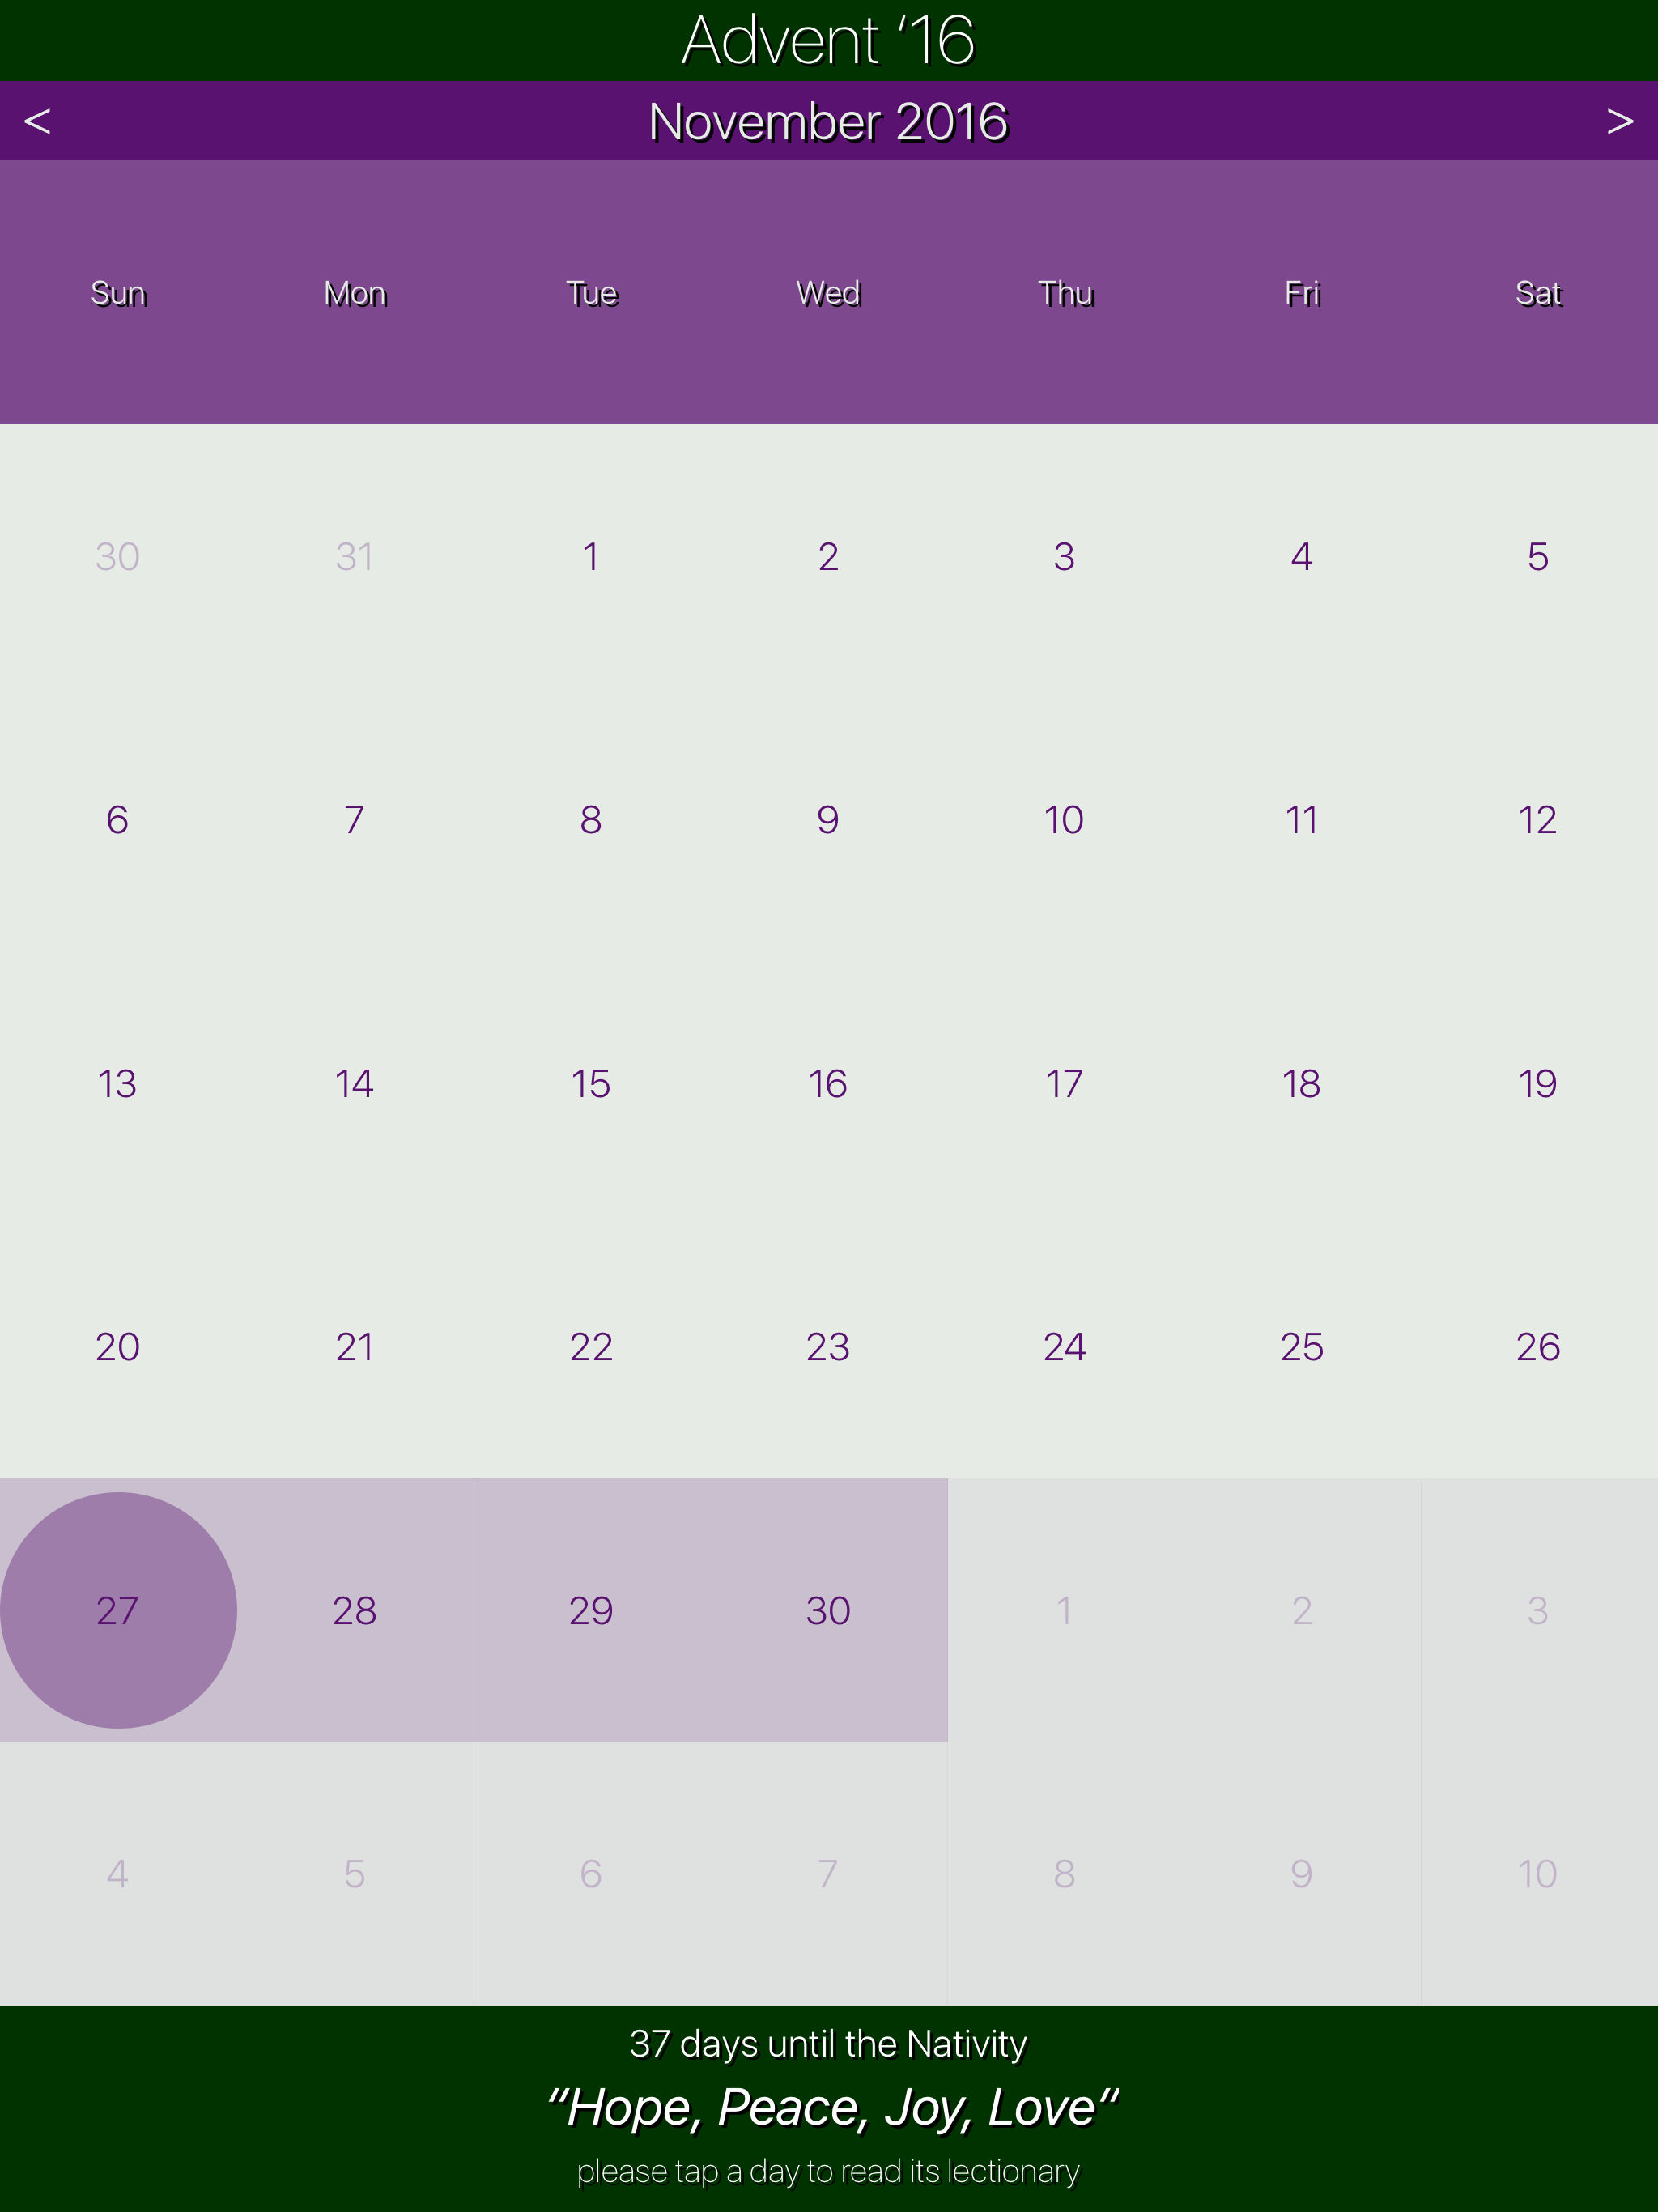 Advent ‘16
< November 2016 >
Sun Mon Tue Wed Thu Fri Sat
30 31 1 2 3 4 5
6 7 8 9 10 11 12
13 14 15 16 17 18 19
20 21 22 23 24 25 26
27 28 29 30 1 2 3
4 5 6 7 8 9 10
37 days until the Nativity
“Hope, Peace, Joy, Love“
please tap a day to read its lectionary